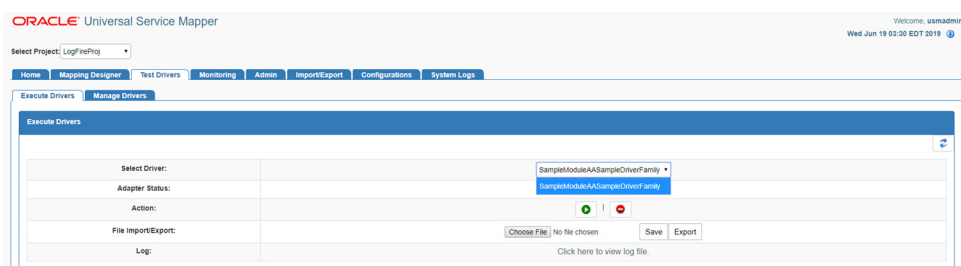 ORACLE Universal Service Mapper
Welcome, usmadmin
Wed Jun 19 03:30 EDT 2019
Select Project: LogFireProj
Home Mapping Designer Test Drivers Monitoring Admin Import/Export Configurations System Logs
Execute Drivers Manage Drivers
Execute Drivers
Select Driver: SampleModuleAASampleDriverFamily
SampleModuleAASampleDriverFamily
Adapter Status:
Action: |
File Import/Export: Choose File No file chosen Save Export
Log: Click here to view log file.